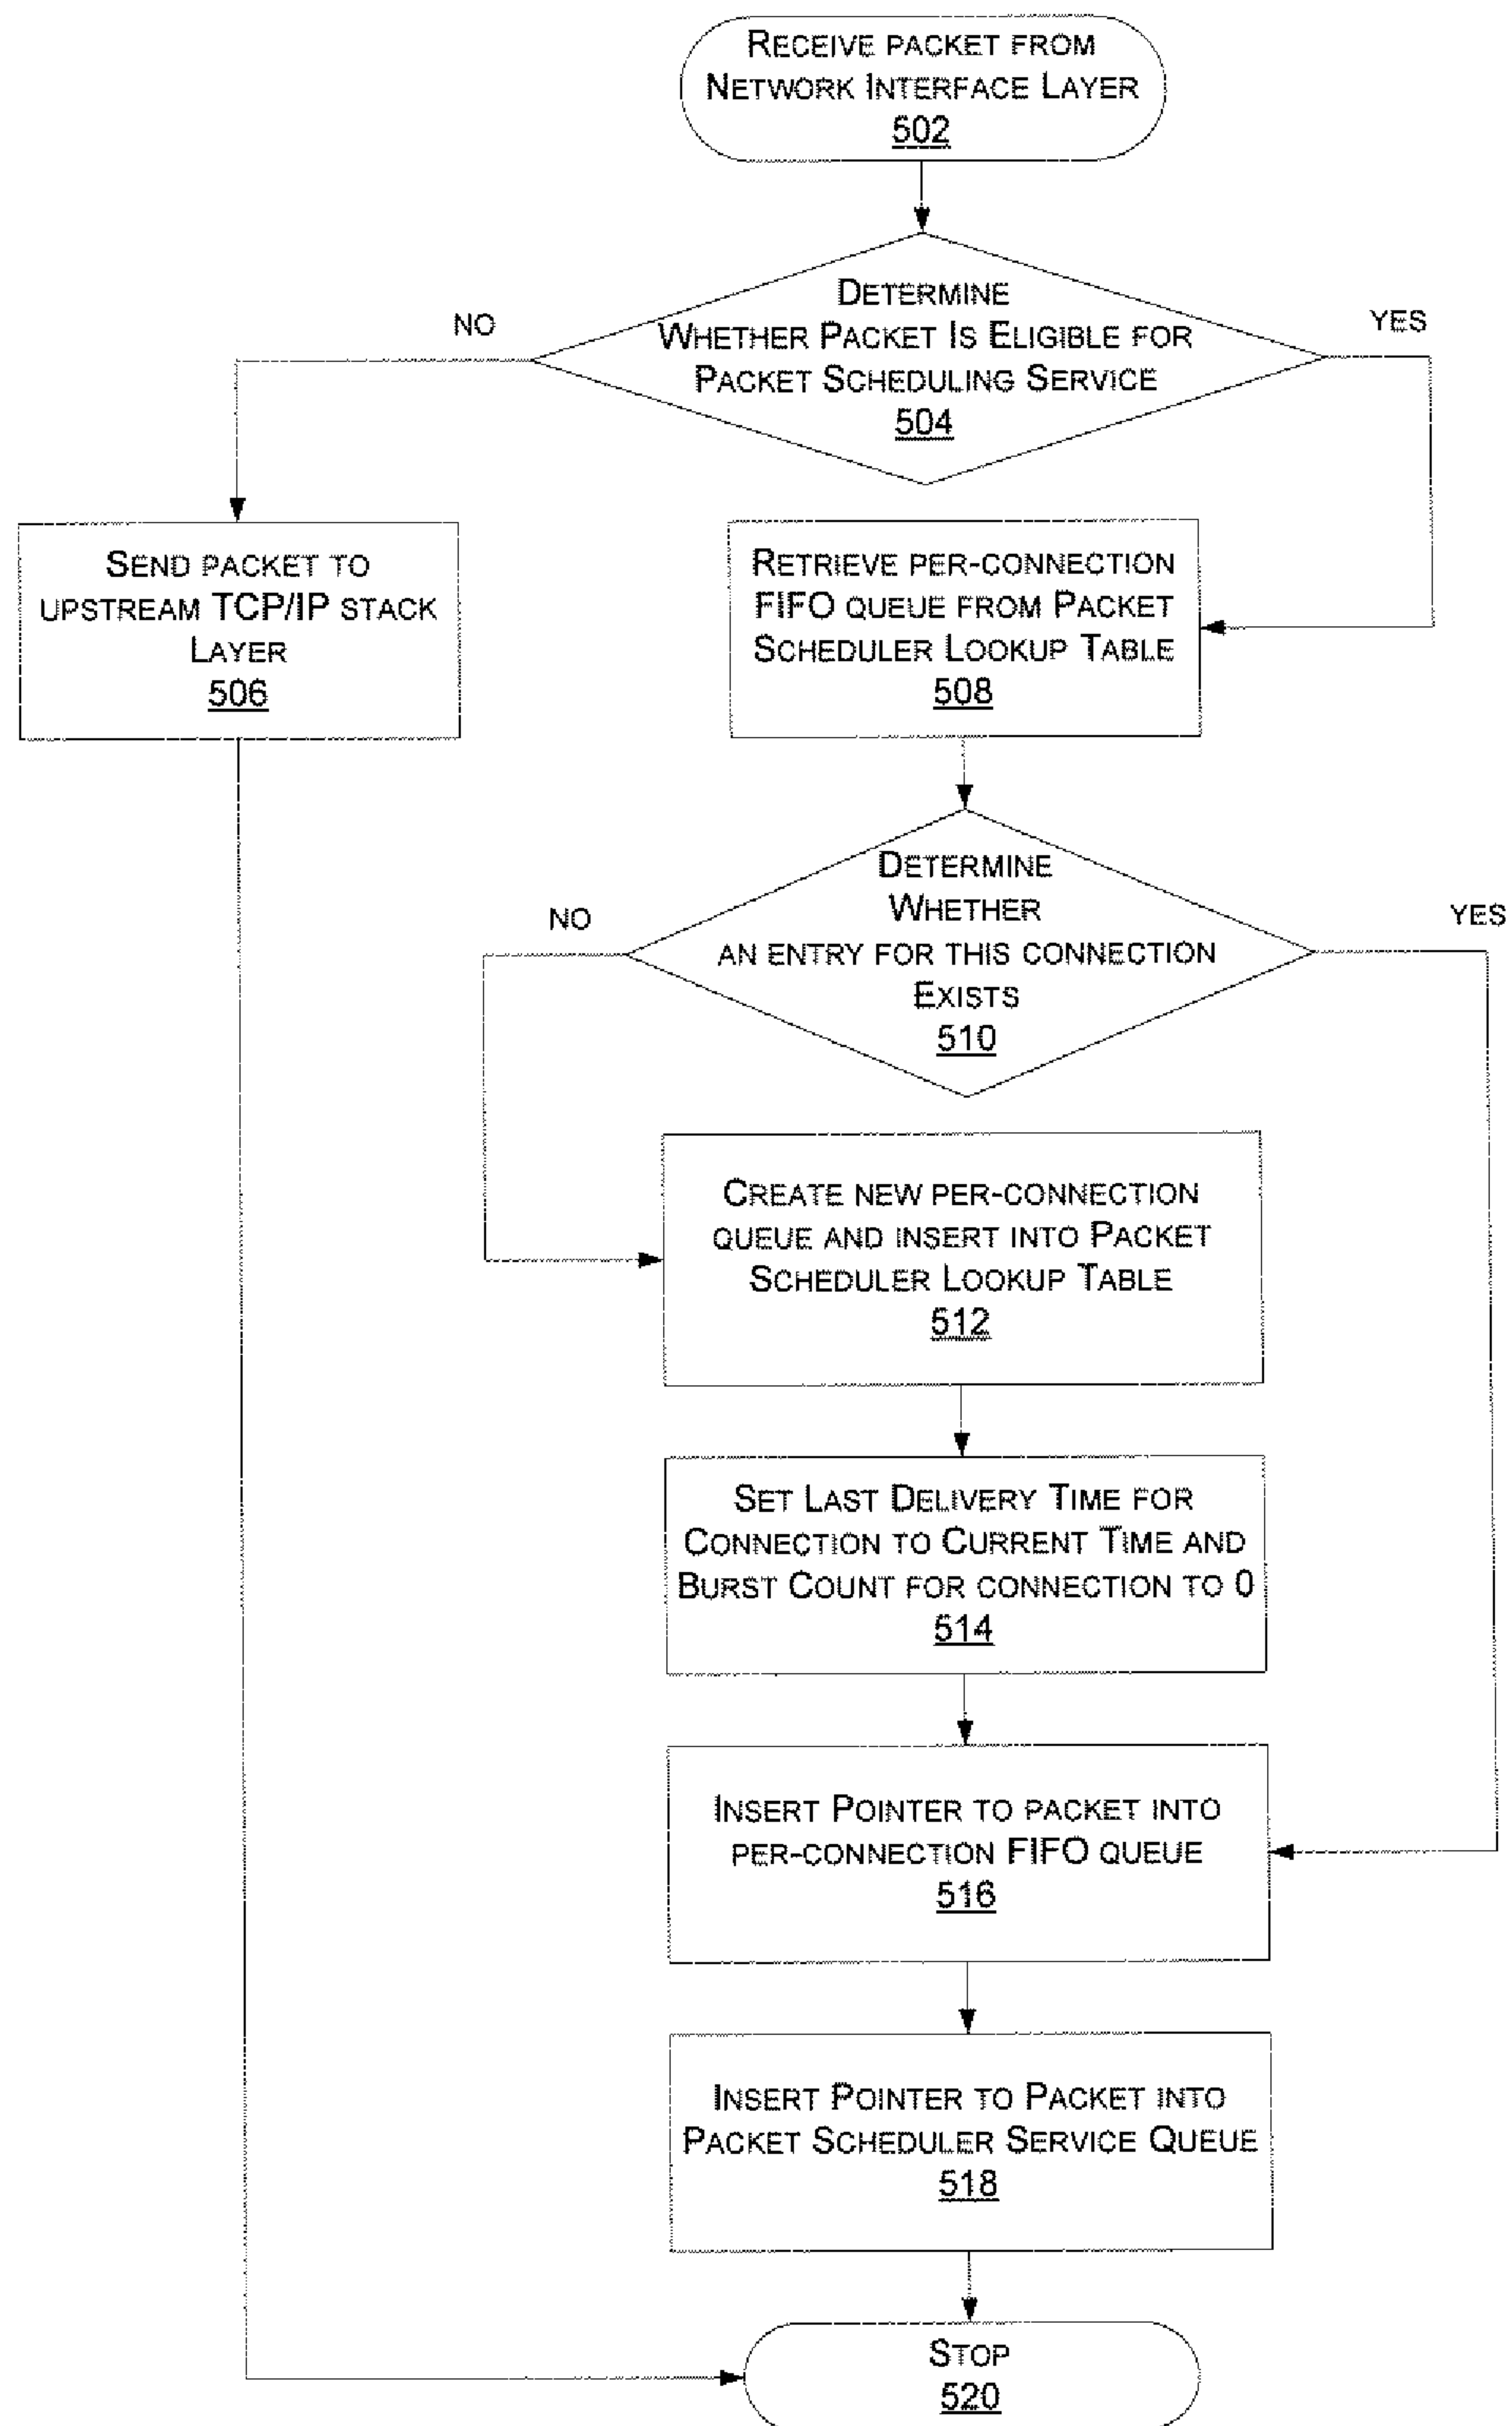 RECEIVE PACKET FROM
NETWORK INTERFACE LAYER
502
DETERMINE
WHETHER PACKET IS ELIGIBLE FOR
PACKET SCHEDULING SERVICE
504
NO
YES
SEND PACKET TO
UPSTREAM TCP/IP STACK
LAYER
506
RETRIEVE PER-CONNECTION
FIFO QUEUE FROM PACKET
SCHEDULER LOOKUP TABLE
508
DETERMINE
WHETHER
AN ENTRY FOR THIS CONNECTION
EXISTS
510
NO
YES
CREATE NEW PER-CONNECTION
QUEUE AND INSERT INTO PACKET
SCHEDULER LOOKUP TABLE
512
SET LAST DELIVERY TIME FOR
CONNECTION TO CURRENT TIME AND
BURST COUNT FOR CONNECTION TO 0
514
INSERT POINTER TO PACKET INTO
PER-CONNECTION FIFO QUEUE
516
INSERT POINTER TO PACKET INTO
PACKET SCHEDULER SERVICE QUEUE
518
STOP
520